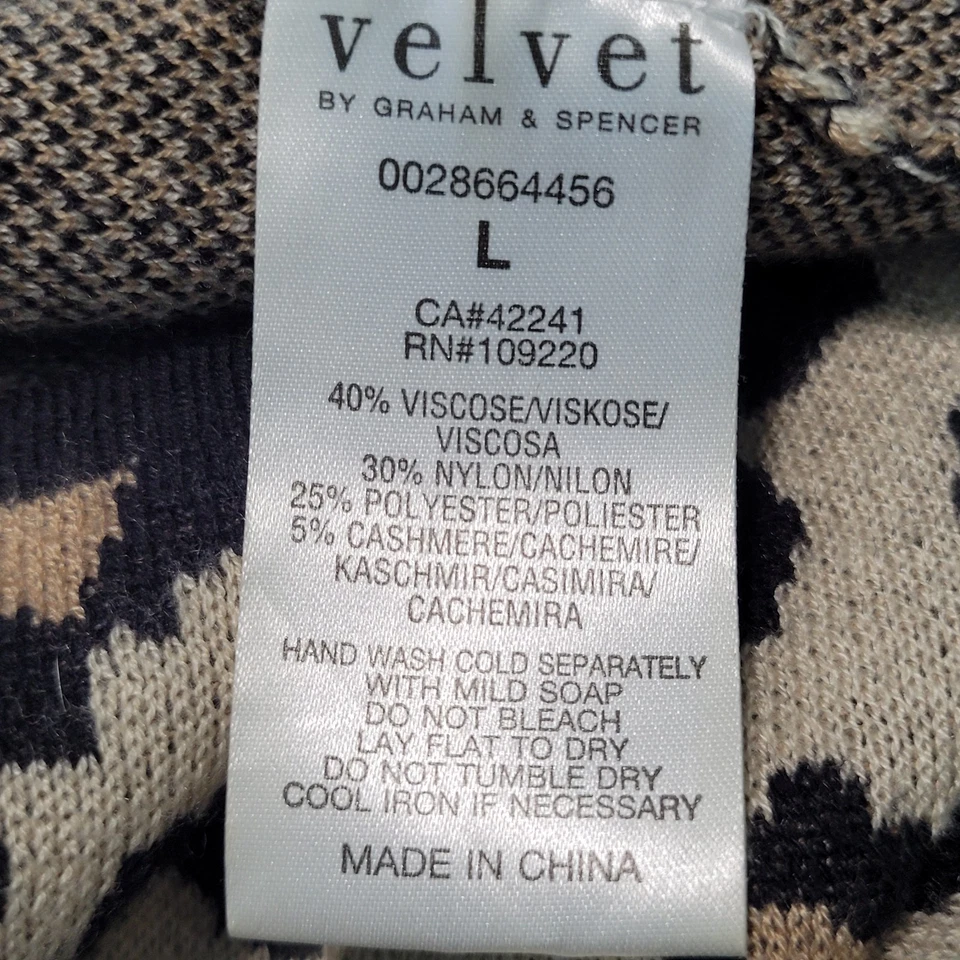 velvet
BY GRAHAM & SPENCER
0028664456
L
CA#42241
RN#109220
40% VISCOSE/VISKOSE/
VISCOSA
30% NYLON/NILON
25% POLYESTER/POLIESTER
5% CASHMERE/CACHEMIRE/
KASCHMIR/CASIMIRA/
CACHEMIRA
HAND WASH COLD SEPARATELY
WITH MILD SOAP
DO NOT BLEACH
LAY FLAT TO DRY
DO NOT TUMBLE DRY
COOL IRON IF NECESSARY
MADE IN CHINA